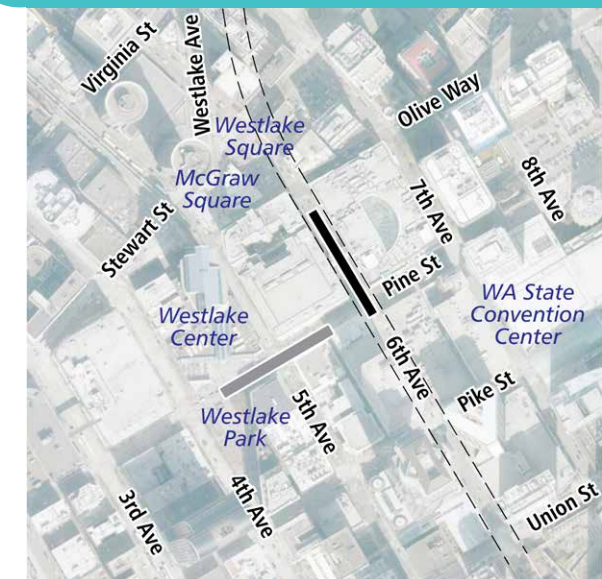 Virginia St
Westlake Ave
Olive Way
Westlake
Square
McGraw
Square
7th Ave
8th Ave
Stewart St
Pine St
WA State
Convention
Center
Westlake
Center
6th Ave
Pike St
5th Ave
Westlake
Park
4th Ave
3rd Ave
Union St